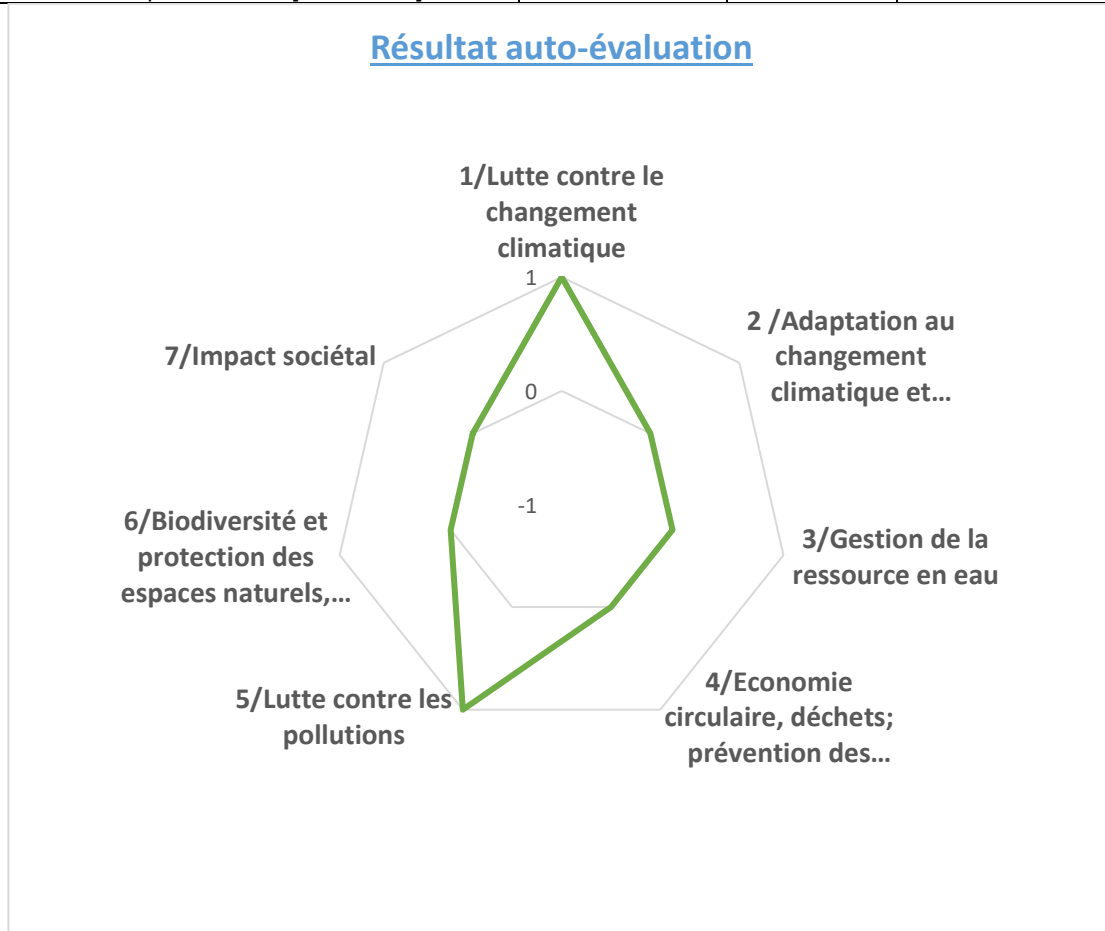 Résultat auto-évaluation
1/Lutte contre le
changement
climatique
1
2 /Adaptation au
changement
climatique et…
7/Impact sociétal
0
-1
6/Biodiversité et
protection des
espaces naturels,…
3/Gestion de la
ressource en eau
5/Lutte contre les
pollutions
4/Economie
circulaire, déchets;
prévention des…